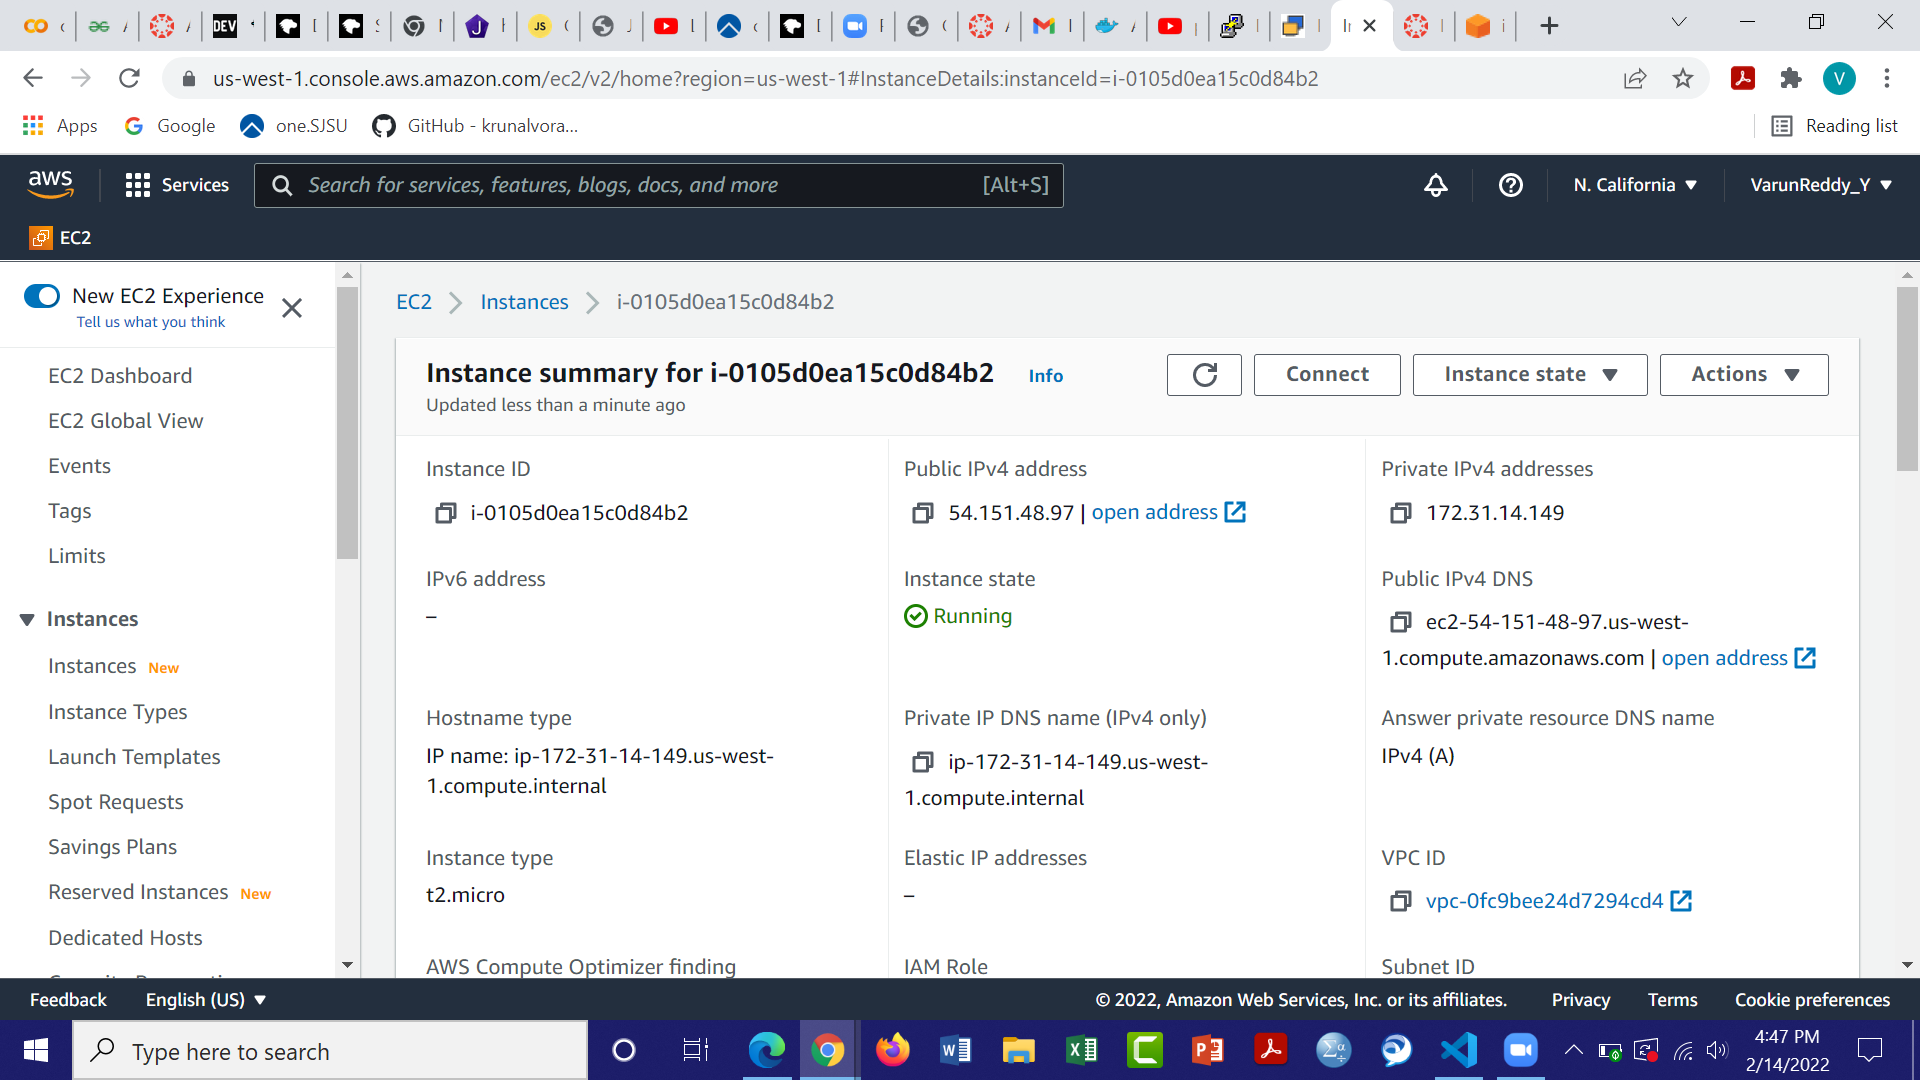 DEV
JS
us-west-1.console.aws.amazon.com/ec2/v2/home?region=us-west-1#InstanceDetails:instanceId=i-0105d0ea15c0d84b2
V
Apps
Google
one.SJSU
GitHub - krunalvora...
Reading list
aws
Services
Search for services, features, blogs, docs, and more
[Alt+S]
N. California
VarunReddy_Y
EC2
New EC2 Experience
Tell us what you think
EC2 Dashboard
EC2 Global View
Events
Tags
Limits
Instances
Instances New
Instance Types
Launch Templates
Spot Requests
Savings Plans
Reserved Instances New
Dedicated Hosts
EC2
Instances
i-0105d0ea15c0d84b2
Instance summary for i-0105d0ea15c0d84b2 Info
Updated less than a minute ago
Connect
Instance state
Actions
Instance ID
i-0105d0ea15c0d84b2
Public IPv4 address
54.151.48.97 | open address
Private IPv4 addresses
172.31.14.149
IPv6 address
–
Instance state
Running
Public IPv4 DNS
ec2-54-151-48-97.us-west-
1.compute.amazonaws.com | open address
Hostname type
IP name: ip-172-31-14-149.us-west-
1.compute.internal
Private IP DNS name (IPv4 only)
ip-172-31-14-149.us-west-
1.compute.internal
Answer private resource DNS name
IPv4 (A)
Instance type
t2.micro
Elastic IP addresses
–
VPC ID
vpc-0fc9bee24d7294cd4
AWS Compute Optimizer finding
IAM Role
Subnet ID
Feedback
English (US)
© 2022, Amazon Web Services, Inc. or its affiliates.
Privacy
Terms
Cookie preferences
Type here to search
4:47 PM
2/14/2022